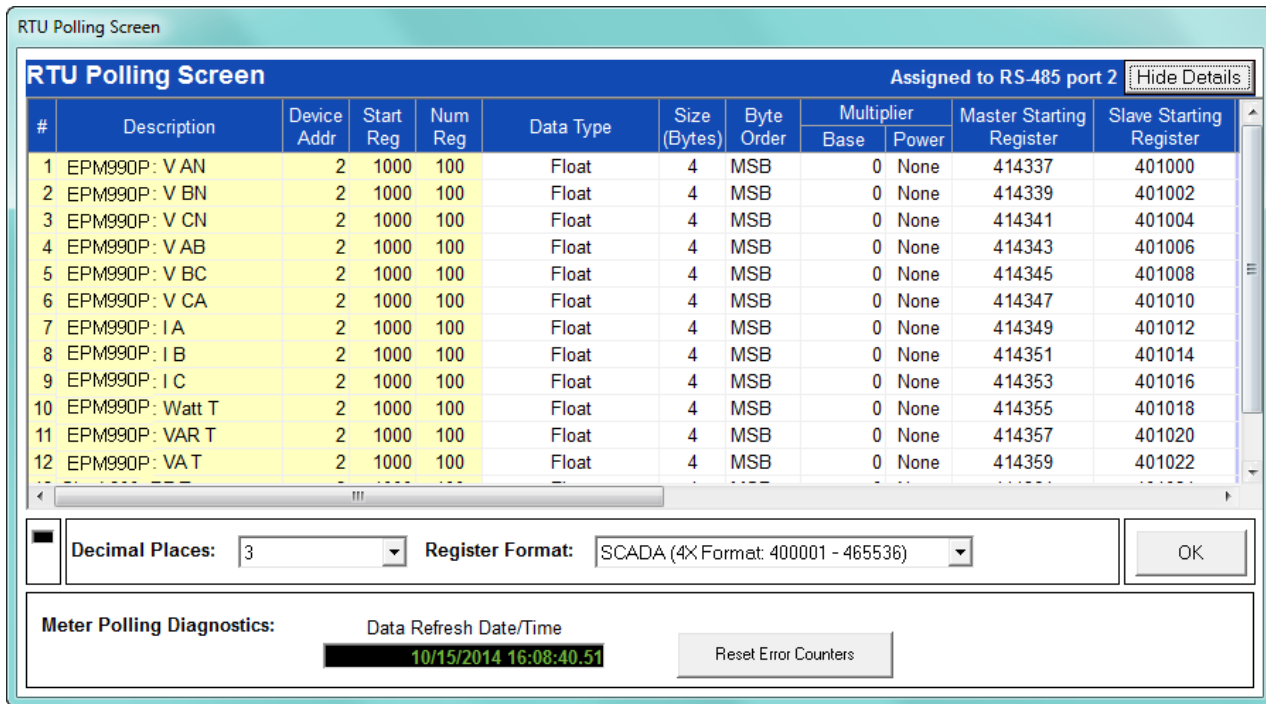 RTU Polling Screen
RTU Polling Screen Assigned to RS-485 port 2 Hide Details
# Description Device Addr Start Reg Num Reg Data Type Size (Bytes) Byte Order Multiplier Base Power Master Starting Register Slave Starting Register
1 EPM990P: V AN 2 1000 100 Float 4 MSB 0 None 414337 401000
2 EPM990P: V BN 2 1000 100 Float 4 MSB 0 None 414339 401002
3 EPM990P: V CN 2 1000 100 Float 4 MSB 0 None 414341 401004
4 EPM990P: V AB 2 1000 100 Float 4 MSB 0 None 414343 401006
5 EPM990P: V BC 2 1000 100 Float 4 MSB 0 None 414345 401008
6 EPM990P: V CA 2 1000 100 Float 4 MSB 0 None 414347 401010
7 EPM990P: I A 2 1000 100 Float 4 MSB 0 None 414349 401012
8 EPM990P: I B 2 1000 100 Float 4 MSB 0 None 414351 401014
9 EPM990P: I C 2 1000 100 Float 4 MSB 0 None 414353 401016
10 EPM990P: Watt T 2 1000 100 Float 4 MSB 0 None 414355 401018
11 EPM990P: VAR T 2 1000 100 Float 4 MSB 0 None 414357 401020
12 EPM990P: VA T 2 1000 100 Float 4 MSB 0 None 414359 401022
Decimal Places: 3 Register Format: SCADA (4X Format: 400001 - 465536) OK
Meter Polling Diagnostics: Data Refresh Date/Time
10/15/2014 16:08:40.51 Reset Error Counters